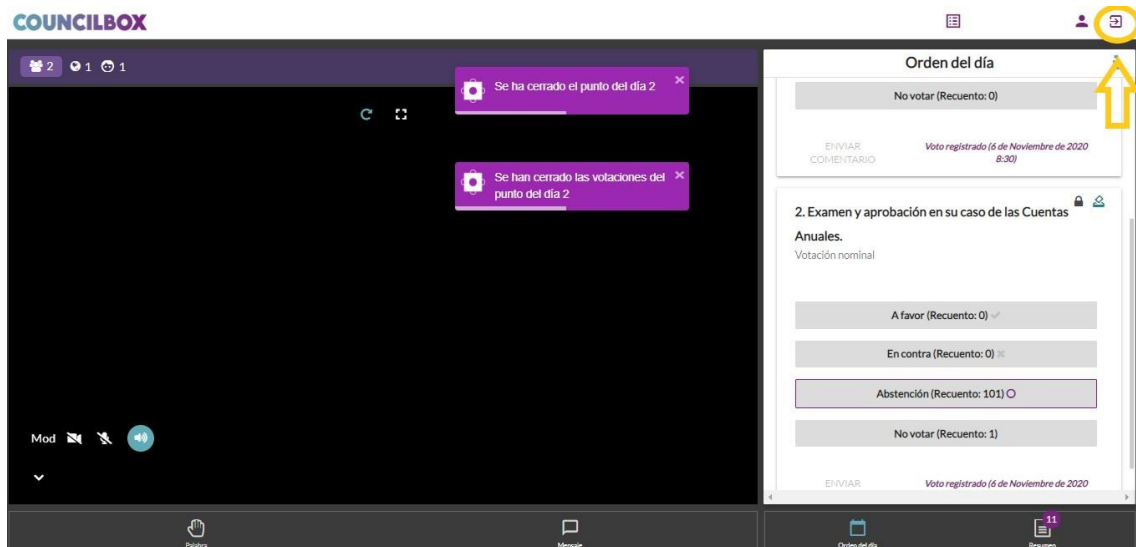 COUNCILBOX
2 1 1
Se ha cerrado el punto del día 2
Se han cerrado las votaciones del
punto del día 2
Mod
Palabra
Mensaje
Orden del día
No votar (Recuento: 0)
ENVIAR
COMENTARIO
Voto registrado (6 de Noviembre de 2020
8:30)
2. Examen y aprobación en su caso de las Cuentas
Anuales.
Votación nominal
A favor (Recuento: 0)
En contra (Recuento: 0)
Abstención (Recuento: 101)
No votar (Recuento: 1)
ENVIAR
Voto registrado (6 de Noviembre de 2020
Orden del día
11
Resumen